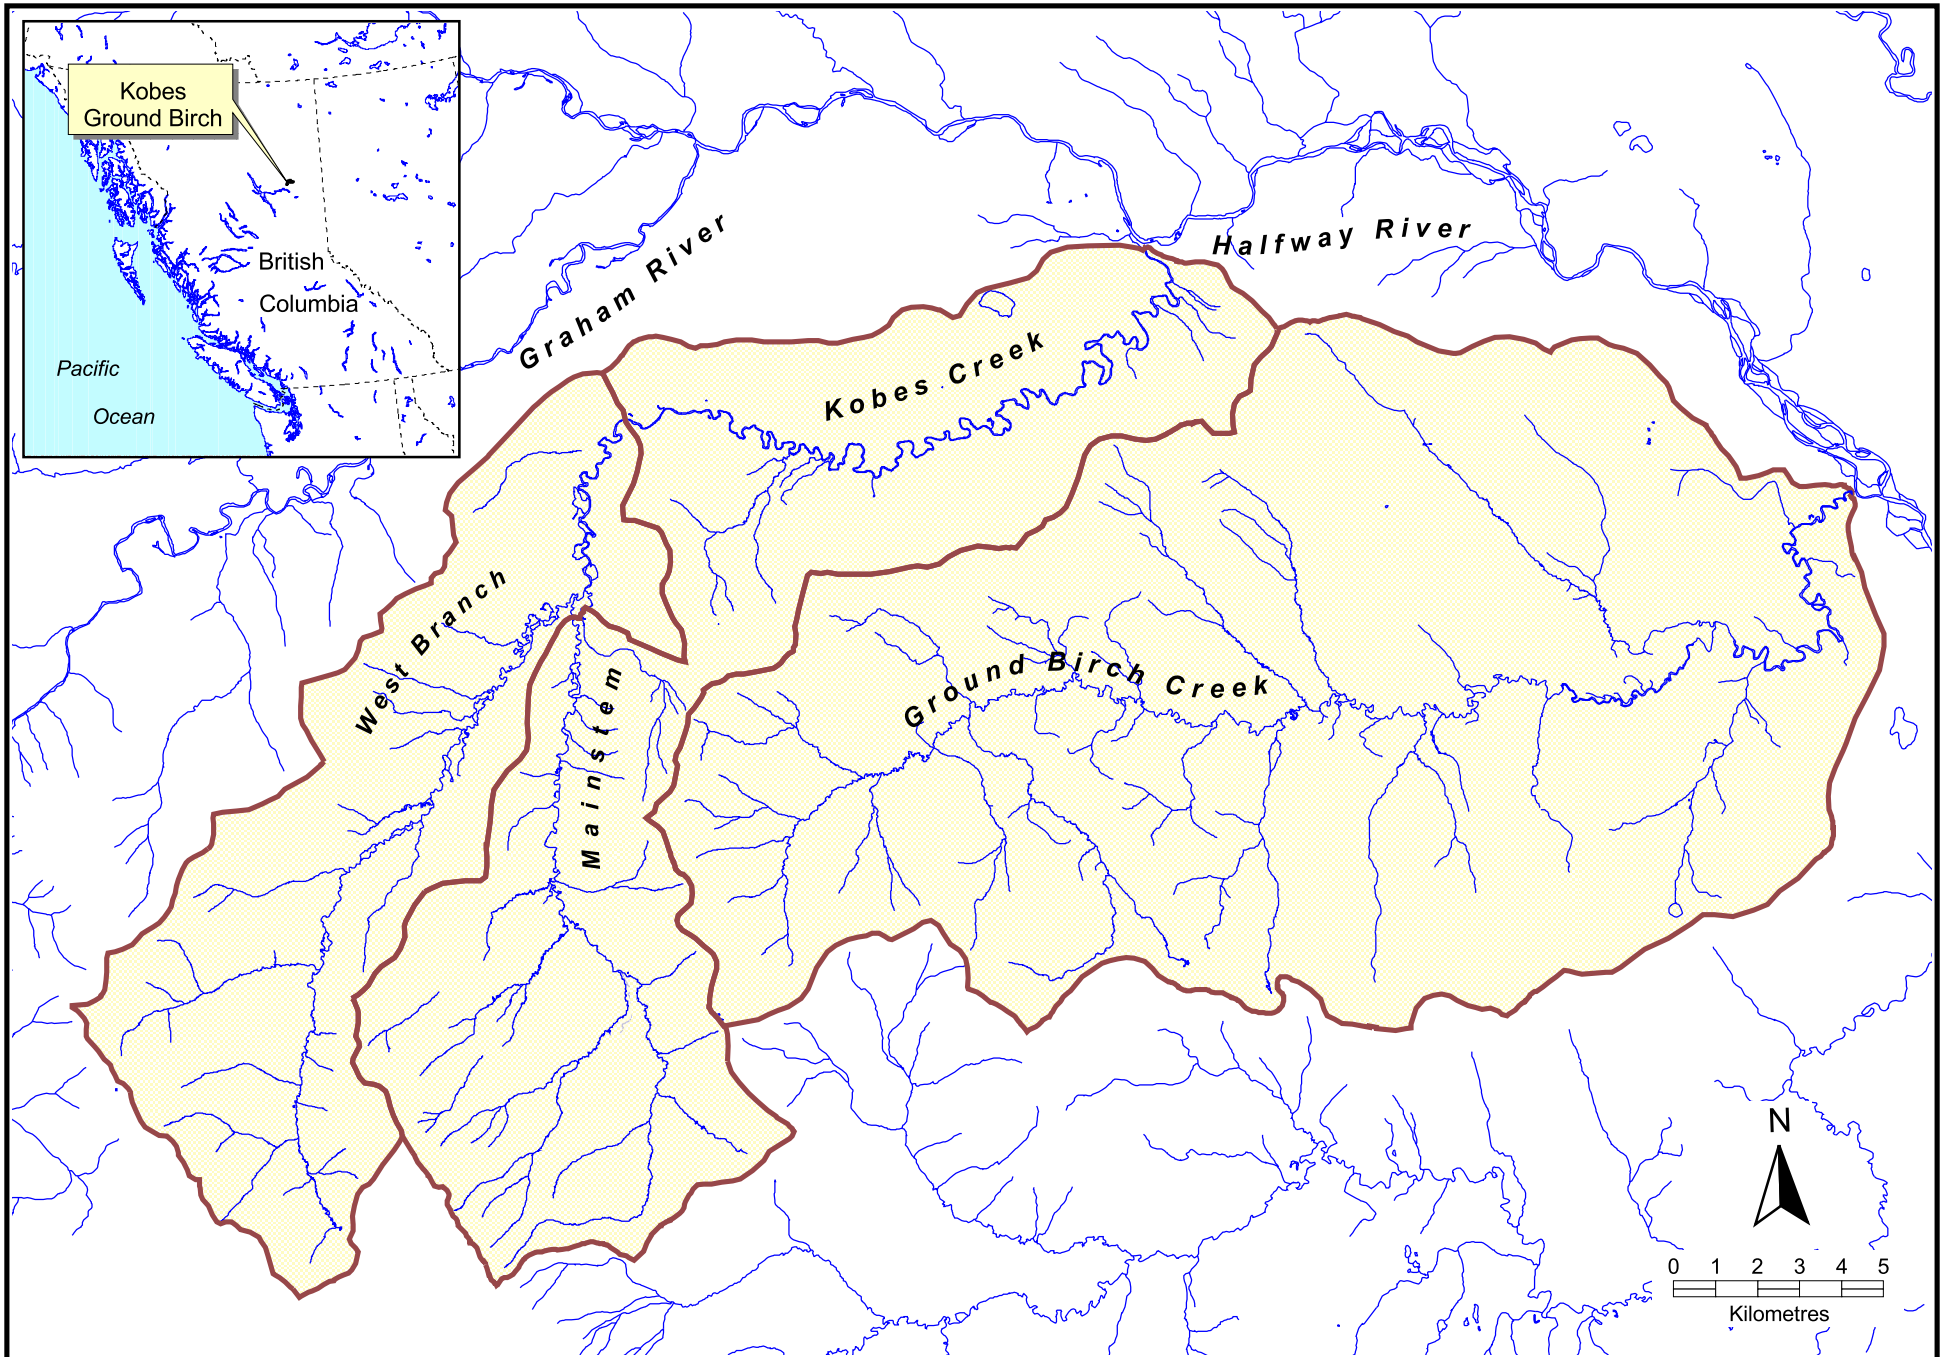 Kobes
Ground Birch
British
Columbia
Pacific
Ocean
Graham River
Halfway River
Kobes Creek
West Branch
Mainstem
Ground Birch Creek
N
0 1 2 3 4 5
Kilometres